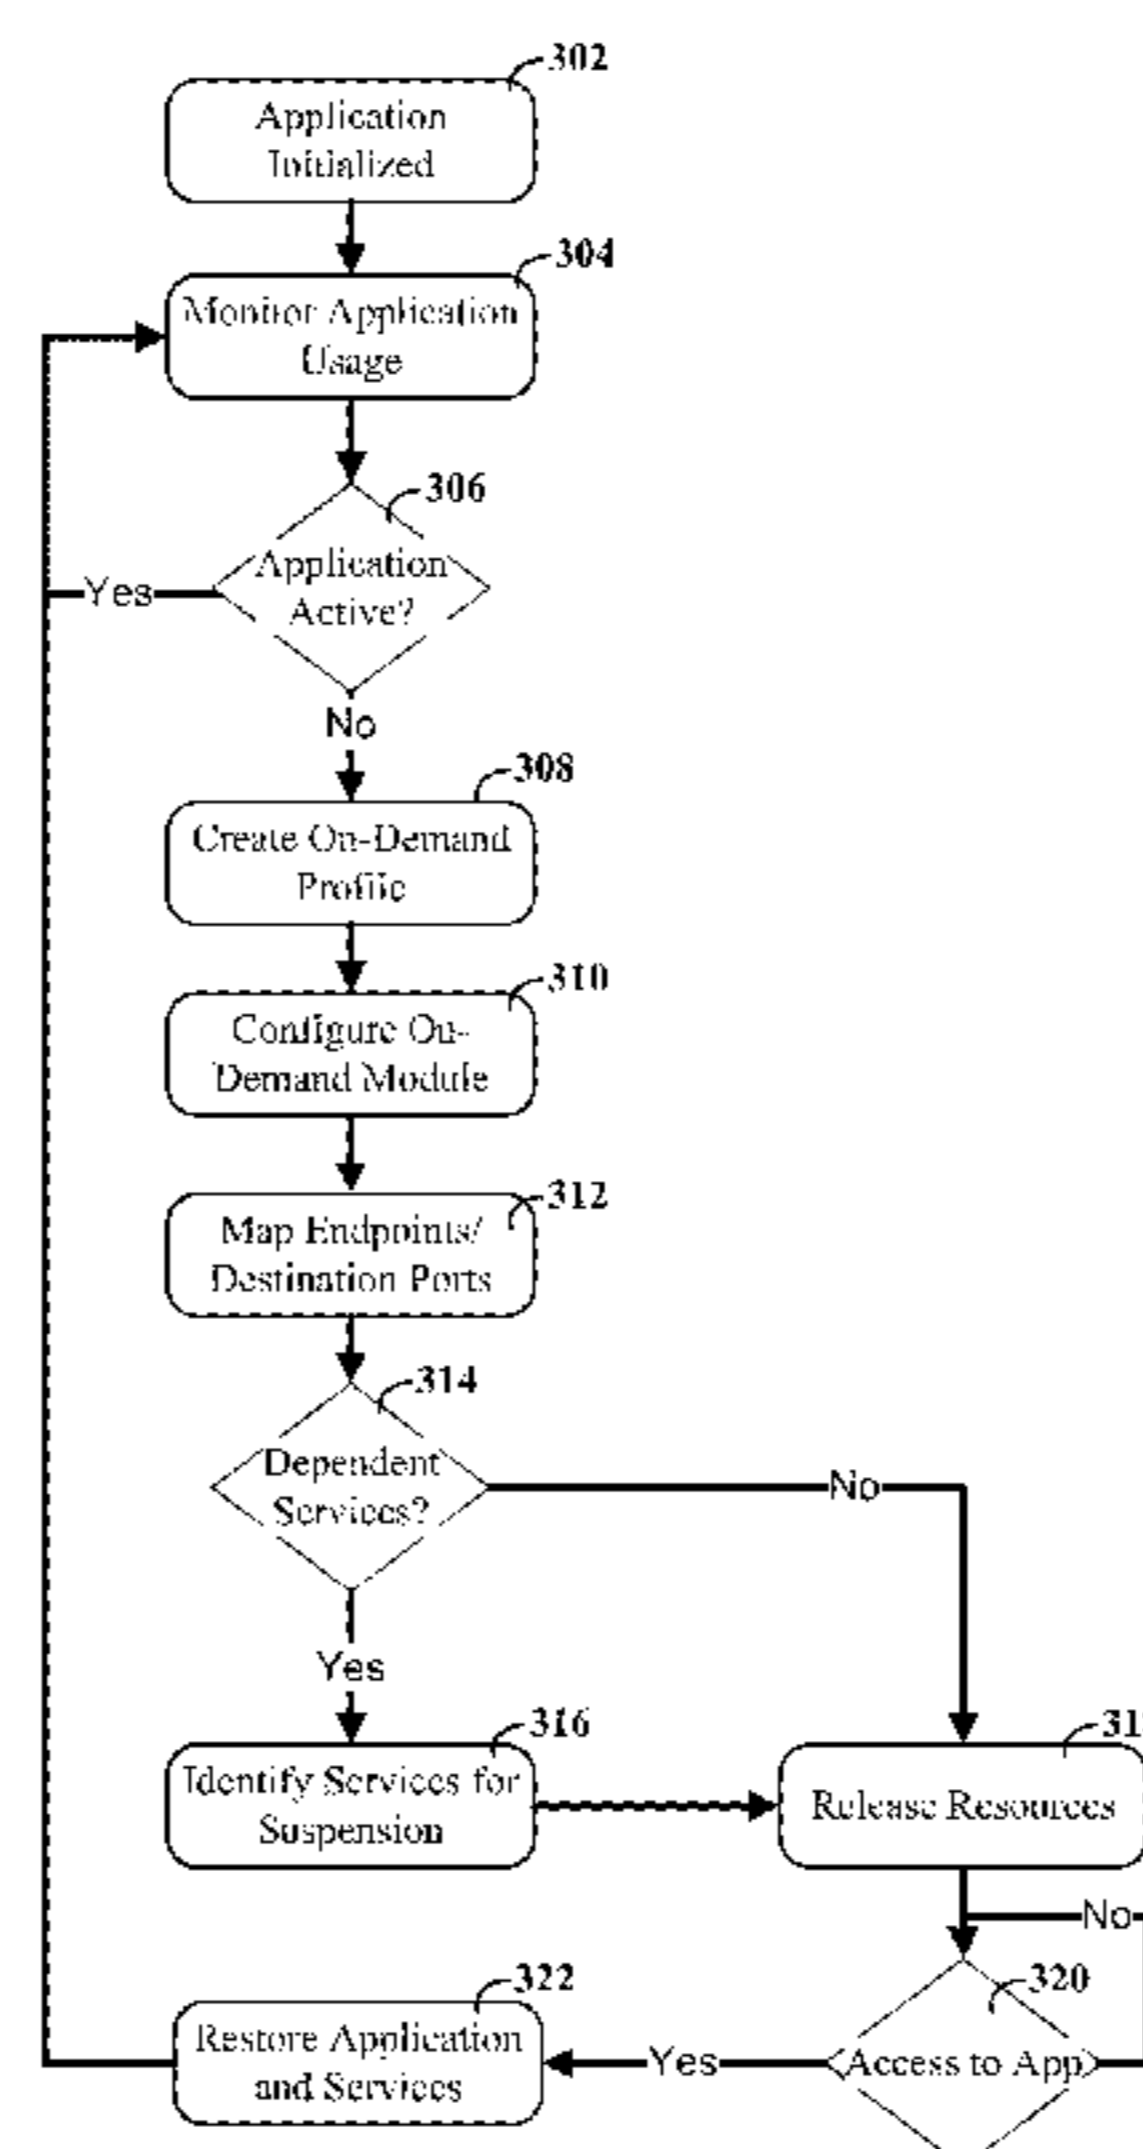 302
Application
Initialized
304
Monitor Application
Usage
306
Application
Active?
Yes
No
308
Create On-Demand
Profile
310
Configure On-
Demand Module
312
Map Endpoints/
Destination Ports
314
Dependent
Services?
No
Yes
316
Identify Services for
Suspension
Release Resources
No
320
Access to App
Yes
322
Restore Application
and Services